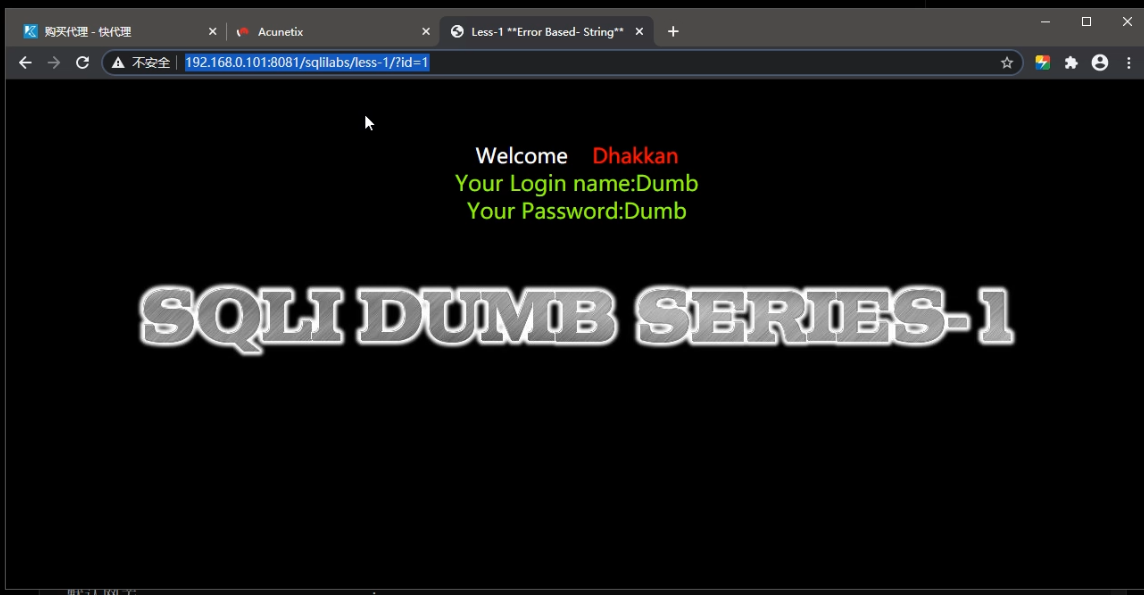 购买代理 - 快代理
Acunetix
Less-1 **Error Based- String**
不安全
192.168.0.101:8081/sqlilabs/less-1/?id=1
Welcome Dhakkan
Your Login name:Dumb
Your Password:Dumb
SQLI DUMB SERIES-1